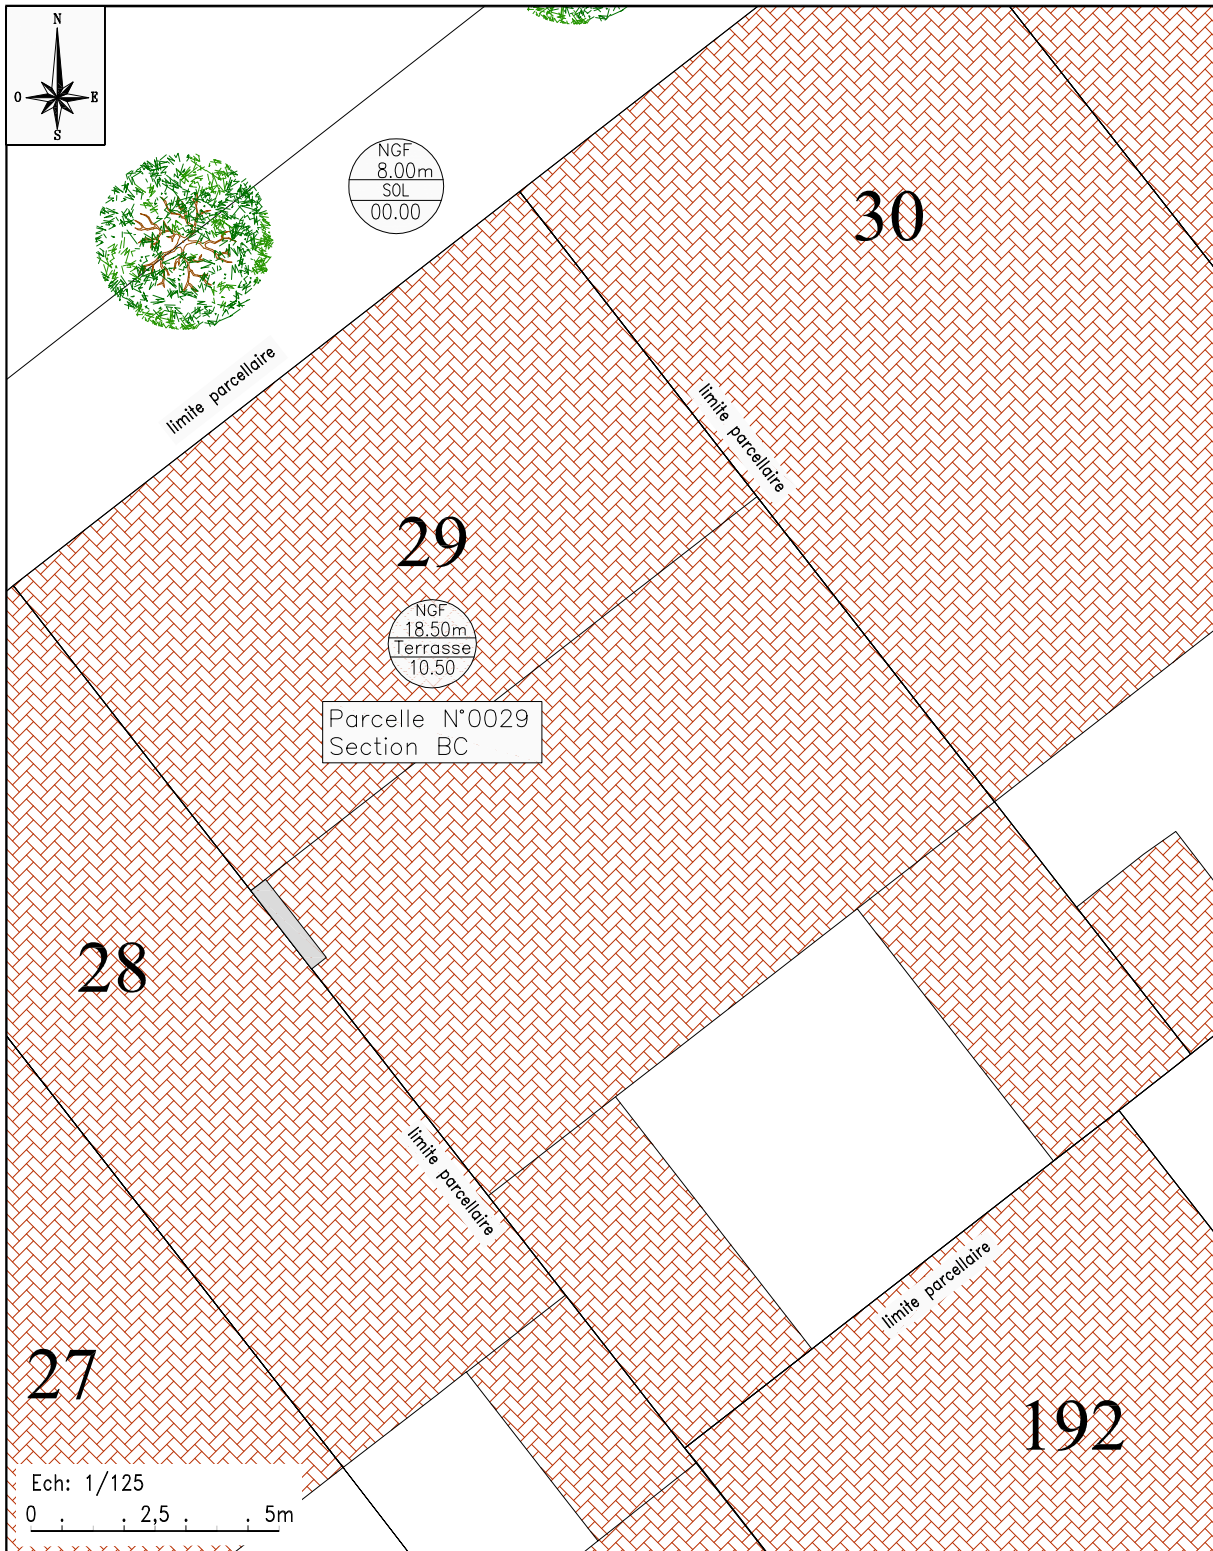 N
O E
S
NGF
8.00m
SOL
00.00
30
limite parcellaire
limite parcellaire
29
NGF
18.50m
Terrasse
10.50
Parcelle N°0029
Section BC
28
limite parcellaire
limite parcellaire
27
192
Ech: 1/125
0 . . 2,5 . . 5m